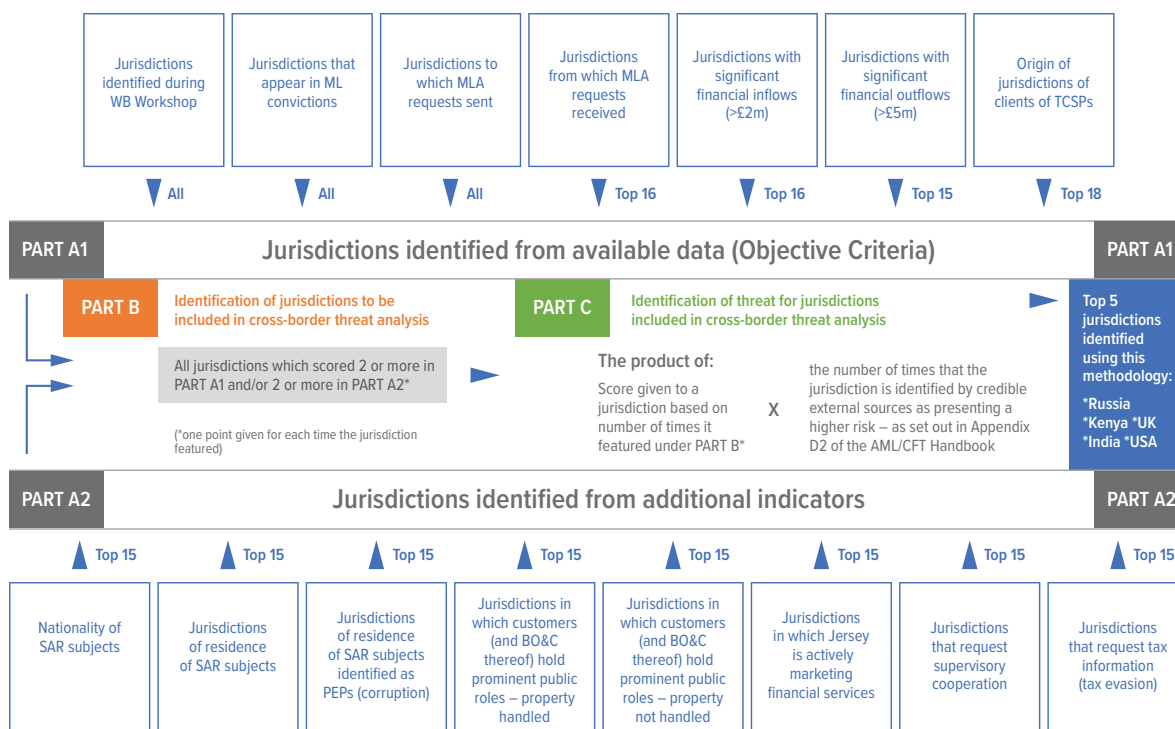 Jurisdictions
identified during
WB Workshop
Jurisdictions that
appear in ML
convictions
Jurisdictions to
which MLA
requests sent
Jurisdictions
from which MLA
requests
received
Jurisdictions with
significant
financial inflows
(>£2m)
Jurisdictions with
significant
financial outflows
(>£5m)
Origin of
jurisdictions of
clients of TCSPs
All
All
All
Top 16
Top 16
Top 15
Top 18
PART A1
Jurisdictions identified from available data (Objective Criteria)
PART A1
PART B
Identification of jurisdictions to be
included in cross-border threat analysis
All jurisdictions which scored 2 or more in
PART A1 and/or 2 or more in PART A2*
(*one point given for each time the jurisdiction
featured)
PART C
Identification of threat for jurisdictions
included in cross-border threat analysis
The product of:
Score given to a
jurisdiction based on
number of times it
featured under PART B*
X
the number of times that the
jurisdiction is identified by credible
external sources as presenting a
higher risk – as set out in Appendix
D2 of the AML/CFT Handbook
Top 5
jurisdictions
identified
using this
methodology:
*Russia
*Kenya *UK
*India *USA
PART A2
Jurisdictions identified from additional indicators
PART A2
Top 15
Top 15
Top 15
Top 15
Top 15
Top 15
Top 15
Top 15
Nationality of
SAR subjects
Jurisdictions
of residence
of SAR subjects
Jurisdictions
of residence
of SAR subjects
identified as
PEPs (corruption)
Jurisdictions in
which customers
(and BO&C
thereof) hold
prominent public
roles – property
handled
Jurisdictions in
which customers
(and BO&C
thereof) hold
prominent public
roles – property
not handled
Jurisdictions
in which Jersey
is actively
marketing
financial services
Jurisdictions
that request
supervisory
cooperation
Jurisdictions
that request tax
information
(tax evasion)